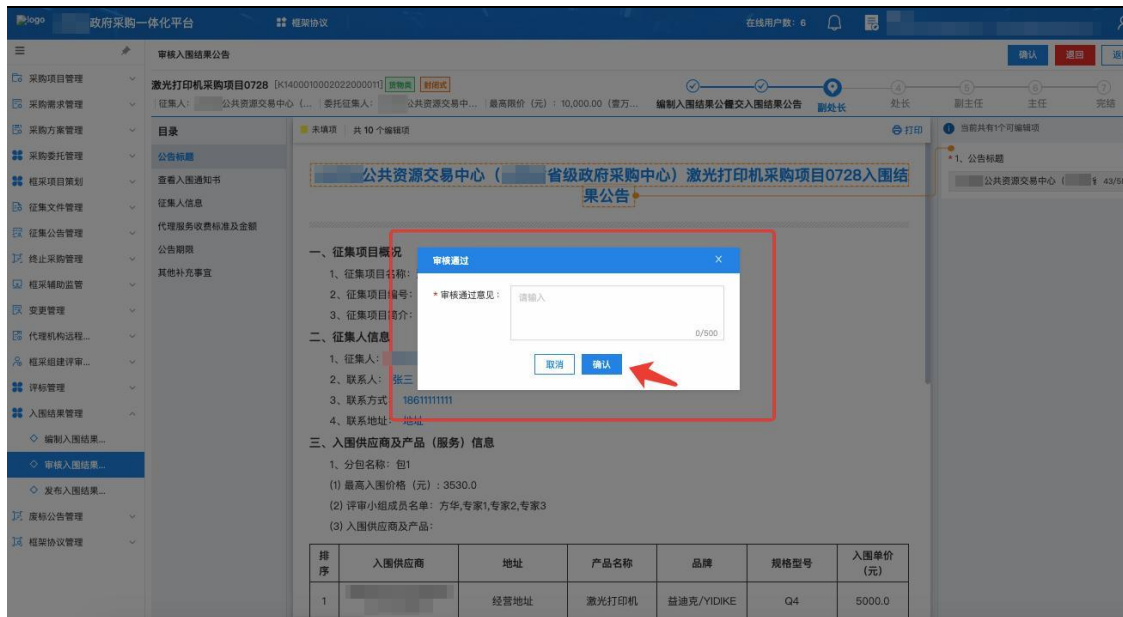 logo
政府采购一体化平台
框架协议
在线用户数：6
审核入围结果公告
确认
退回
采购项目管理
采购需求管理
采购方案管理
采购委托管理
框采项目策划
征集文件管理
征集公告管理
终止采购管理
框采辅助监管
变更管理
代理机构远程...
框采组建评审...
评标管理
入围结果管理
编制入围结果...
审核入围结果...
发布入围结果...
废标公告管理
框架协议管理
激光打印机采购项目0728 [K1400010002022000011] 货物类 封闭式
征集人： 公共资源交易中心（... 委托征集人： 公共资源交易中... 最高限价（元）：10,000.00（壹万...
编制入围结果公告
提交入围结果公告
副处长
4
处长
5
副主任
6
主任
7
完结
目录
公告标题
查看入围通知书
征集人信息
代理服务收费标准及金额
公告期限
其他补充事宜
未填项 共 10 个编辑项
打印
当前共有1个可编辑项
*1、公告标题
公共资源交易中心（
公共资源交易中心（ 省级政府采购中心）激光打印机采购项目0728入围结
果公告
一、征集项目概况
1、征集项目名称：
2、征集项目编号：
3、征集项目简介：
二、征集人信息
1、征集人：
2、联系人： 张三
3、联系方式： 18611111111
4、联系地址： 地址
审核通过
* 审核通过意见：
请输入
0/500
取消
确认
三、入围供应商及产品（服务）信息
1、分包名称：包1
(1) 最高入围价格（元）: 3530.0
(2) 评审小组成员名单：方华,专家1,专家2,专家3
(3) 入围供应商及产品：
排序 入围供应商 地址 产品名称 品牌 规格型号 入围单价（元）
1 经营地址 激光打印机 益迪克/YIDIKE Q4 5000.0